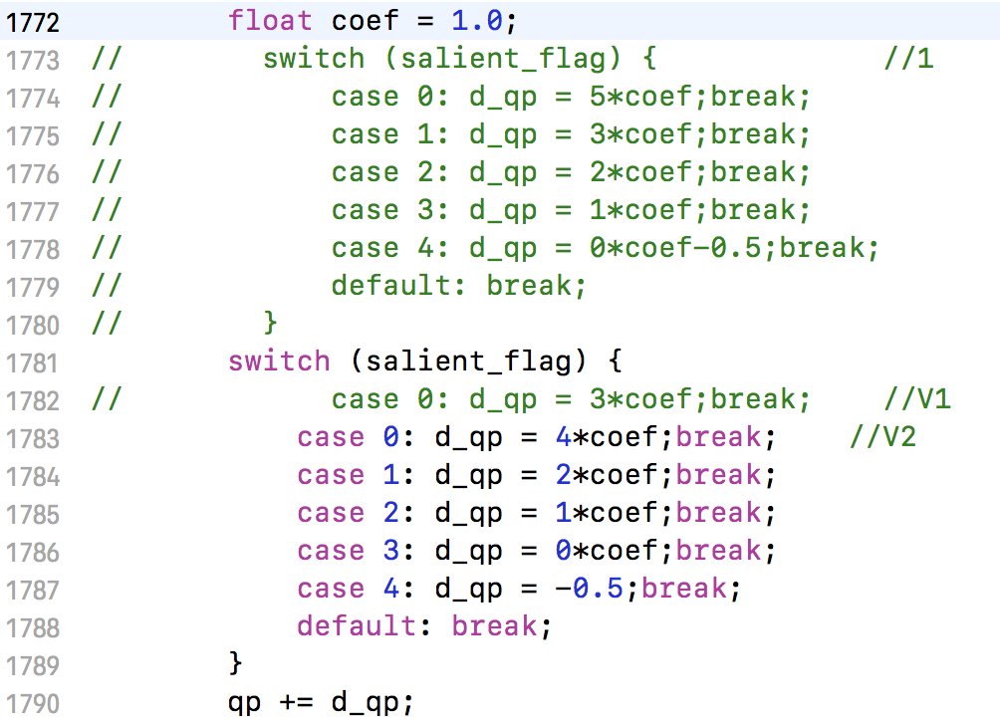 1772 float coef = 1.0;
1773 // switch (salient_flag) { //1
1774 // case 0: d_qp = 5*coef;break;
1775 // case 1: d_qp = 3*coef;break;
1776 // case 2: d_qp = 2*coef;break;
1777 // case 3: d_qp = 1*coef;break;
1778 // case 4: d_qp = 0*coef-0.5;break;
1779 // default: break;
1780 // }
1781 switch (salient_flag) {
1782 // case 0: d_qp = 3*coef;break; //V1
1783 case 0: d_qp = 4*coef;break; //V2
1784 case 1: d_qp = 2*coef;break;
1785 case 2: d_qp = 1*coef;break;
1786 case 3: d_qp = 0*coef;break;
1787 case 4: d_qp = -0.5;break;
1788 default: break;
1789 }
1790 qp += d_qp;